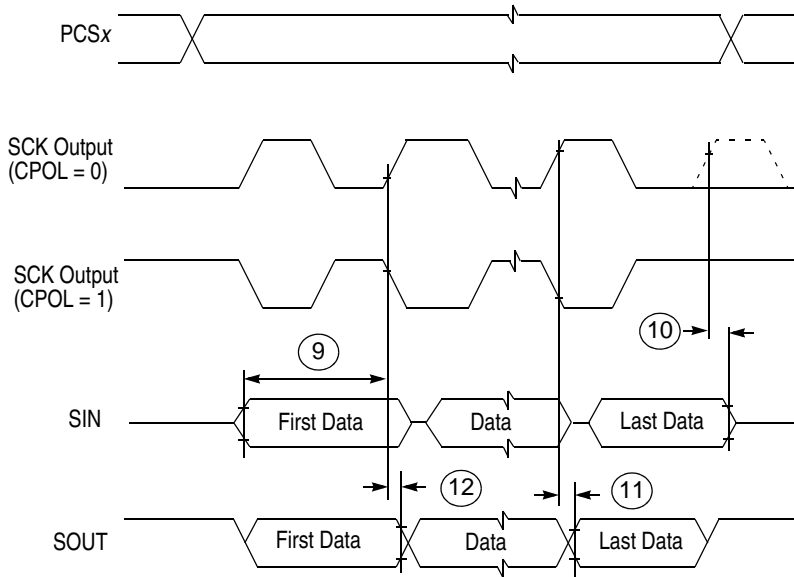 PCSx
SCK Output
(CPOL = 0)
SCK Output
(CPOL = 1)
10
9
SIN
First Data
Data
Last Data
12
11
SOUT
First Data
Data
Last Data